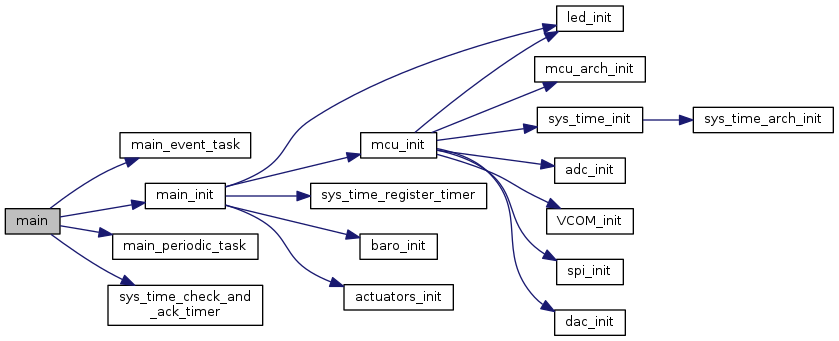 led_init
mcu_arch_init
sys_time_init
sys_time_arch_init
main_event_task
mcu_init
adc_init
main_init
sys_time_register_timer
main
VCOM_init
main_periodic_task
baro_init
spi_init
sys_time_check_and
_ack_timer
actuators_init
dac_init